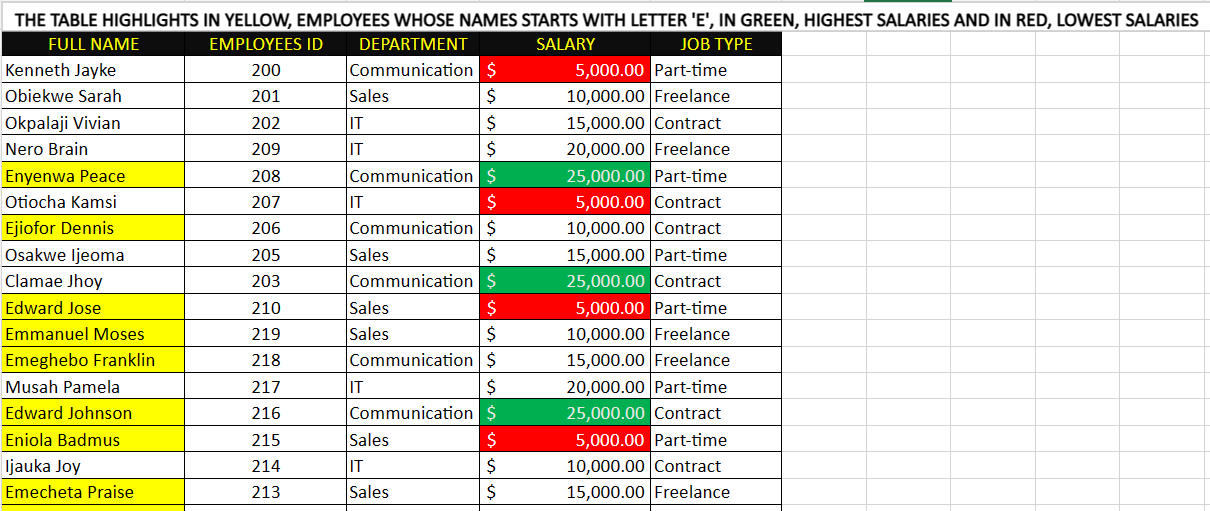 THE TABLE HIGHLIGHTS IN YELLOW, EMPLOYEES WHOSE NAMES STARTS WITH LETTER 'E', IN GREEN, HIGHEST SALARIES AND IN RED, LOWEST SALARIES
FULL NAME EMPLOYEES ID DEPARTMENT SALARY JOB TYPE
Kenneth Jayke 200 Communication $ 5,000.00 Part-time
Obiekwe Sarah 201 Sales $ 10,000.00 Freelance
Okpalaji Vivian 202 IT $ 15,000.00 Contract
Nero Brain 209 IT $ 20,000.00 Freelance
Enyenwa Peace 208 Communication $ 25,000.00 Part-time
Otiocha Kamsi 207 IT $ 5,000.00 Contract
Ejiofor Dennis 206 Communication $ 10,000.00 Contract
Osakwe Ijeoma 205 Sales $ 15,000.00 Part-time
Clamae Jhoy 203 Communication $ 25,000.00 Contract
Edward Jose 210 Sales $ 5,000.00 Part-time
Emmanuel Moses 219 Sales $ 10,000.00 Freelance
Emeghebo Franklin 218 Communication $ 15,000.00 Freelance
Musah Pamela 217 IT $ 20,000.00 Part-time
Edward Johnson 216 Communication $ 25,000.00 Contract
Eniola Badmus 215 Sales $ 5,000.00 Part-time
Ijauka Joy 214 IT $ 10,000.00 Contract
Emecheta Praise 213 Sales $ 15,000.00 Freelance